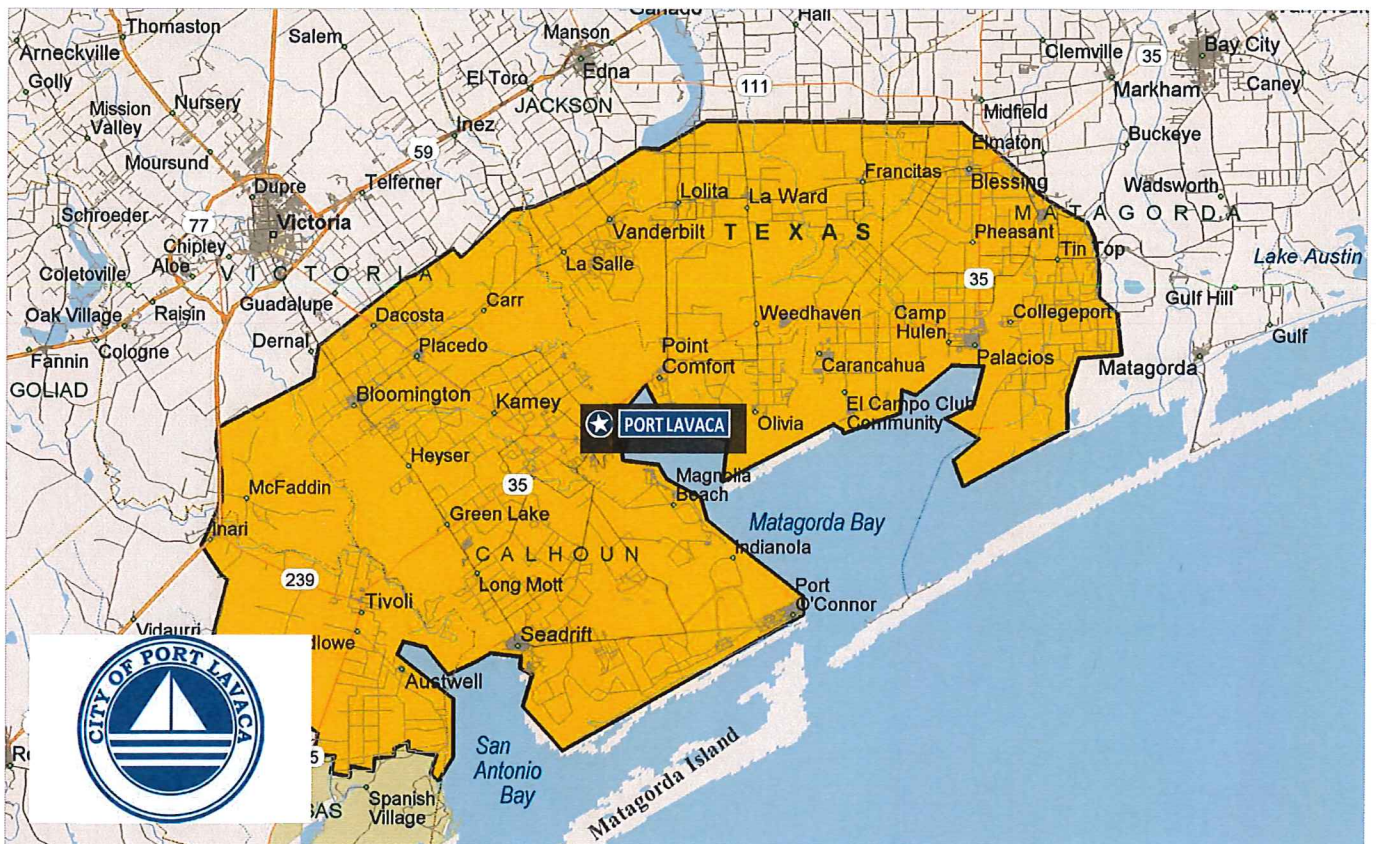 Thomaston
Salem
Manson
Hall
Arneckville
Golly
Clemville
35
Bay City
Edna
El Toro
JACKSON
111
Markham
Caney
Mission
Valley
Nursery
Midfield
Inez
59
Elmaton
Buckeye
Moursund
Telferner
Dupre
Francitas
Blessing
Lolita
La Ward
Wadsworth
Schroeder
77
Victoria
Vanderbilt
TEXAS
MATAGORDA
Pheasant
Chipley
Aloe
VICTORIA
La Salle
Tin Top
Lake Austin
Coletoville
35
Gulf Hill
Oak Village
Raisin
Guadalupe
Carr
Dacosta
Weedhaven
Camp
Hulen
Collegeport
Gulf
Fannin
Cologne
Dernal
Placedo
Point
Comfort
Carancahua
Palacios
Matagorda
GOLIAD
Bloomington
Kamey
PORT LAVACA
Olivia
El Campo Club
Community
Heyser
McFaddin
35
Magnolia
Beach
Inari
Green Lake
Matagorda Bay
CALHOUN
Indianola
239
Long Mott
Port
O'Connor
Tivoli
Vidaurri
Seadrift
Austwell
CITY OF PORT LAVACA
San
Antonio
Bay
Matagorda Island
Spanish
Village